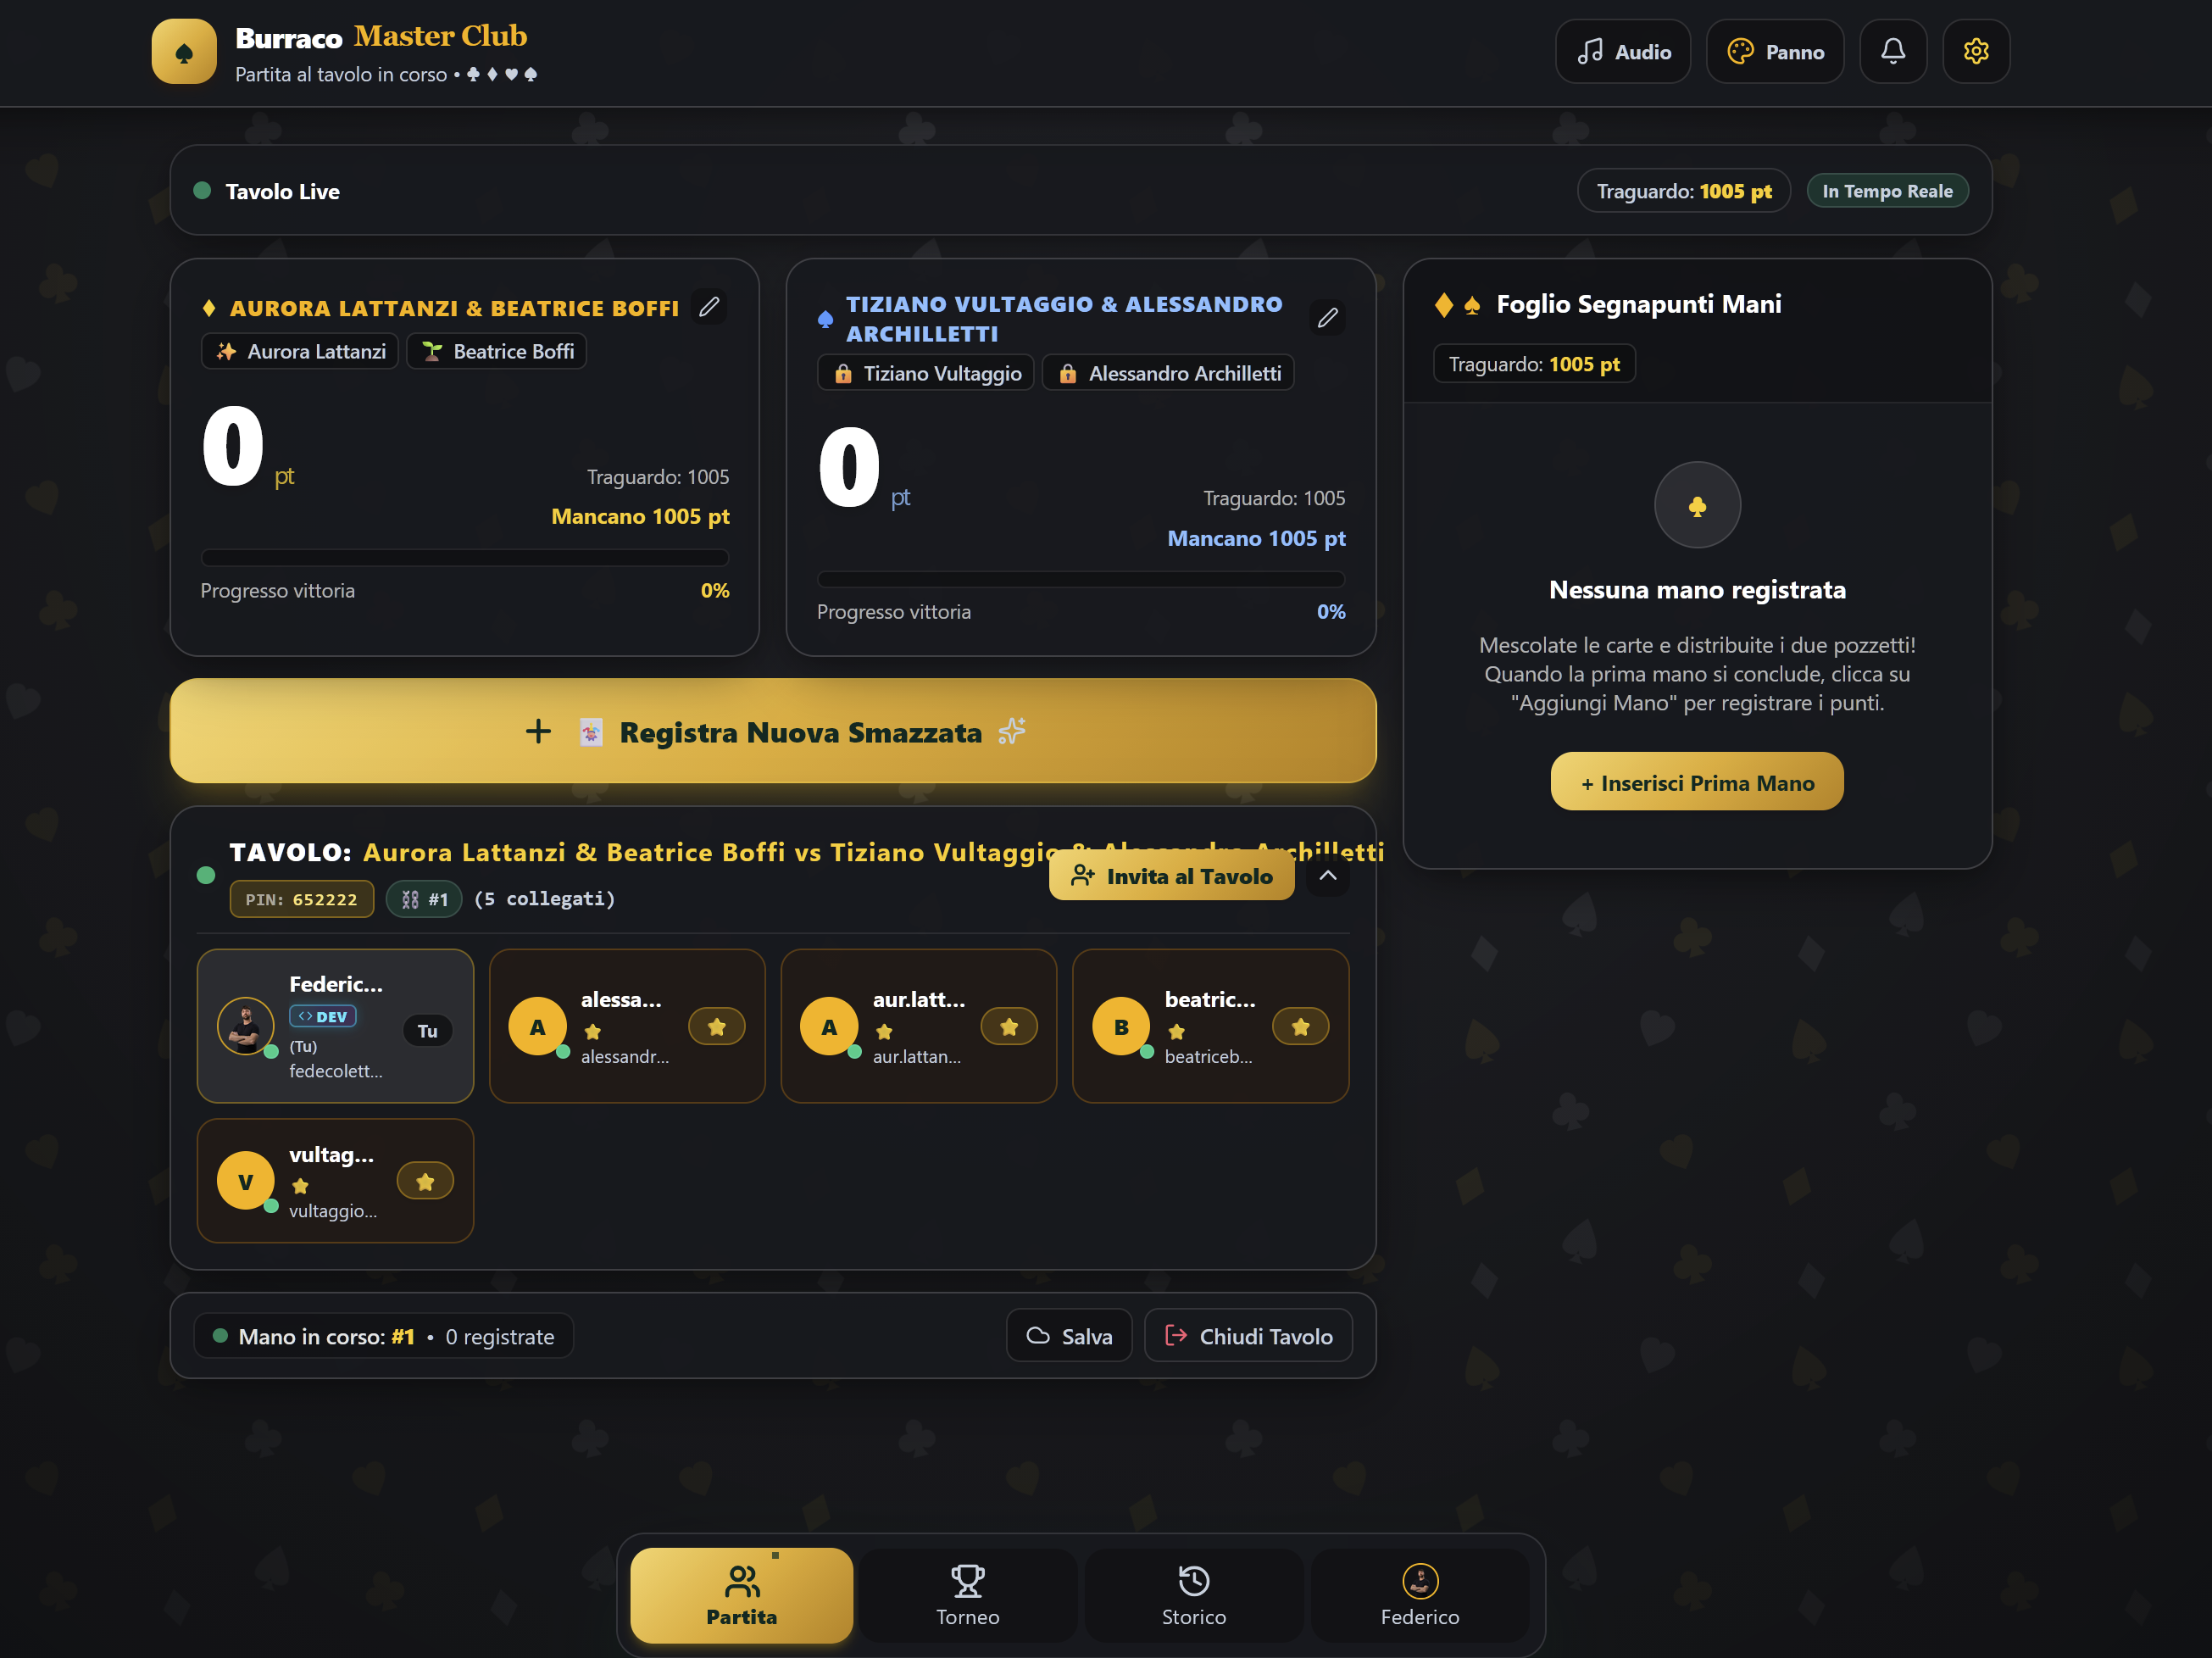 Burraco Master Club
Partita al tavolo in corso • ♣ ♦ ♥ ♠
Audio
Panno
Tavolo Live
Traguardo: 1005 pt
In Tempo Reale
AURORA LATTANZI & BEATRICE BOFFI
Aurora Lattanzi
Beatrice Boffi
0 pt
Traguardo: 1005
Mancano 1005 pt
Progresso vittoria
0%
TIZIANO VULTAGGIO & ALESSANDRO
ARCHILLETTI
Tiziano Vultaggio
Alessandro Archilletti
0 pt
Traguardo: 1005
Mancano 1005 pt
Progresso vittoria
0%
Foglio Segnapunti Mani
Traguardo: 1005 pt
Nessuna mano registrata
Mescolate le carte e distribuite i due pozzetti!
Quando la prima mano si conclude, clicca su
"Aggiungi Mano" per registrare i punti.
+ Inserisci Prima Mano
Registra Nuova Smazzata
TAVOLO: Aurora Lattanzi & Beatrice Boffi vs Tiziano Vultaggio & Alessandro Archilletti
PIN: 652222
#1
(5 collegati)
Invita al Tavolo
Federic...
DEV
(Tu)
fedecolett...
Tu
A
alessa...
alessandr...
A
aur.latt...
aur.lattan...
B
beatric...
beatriceb...
V
vultag...
vultaggio...
Mano in corso: #1 • 0 registrate
Salva
Chiudi Tavolo
Partita
Torneo
Storico
Federico